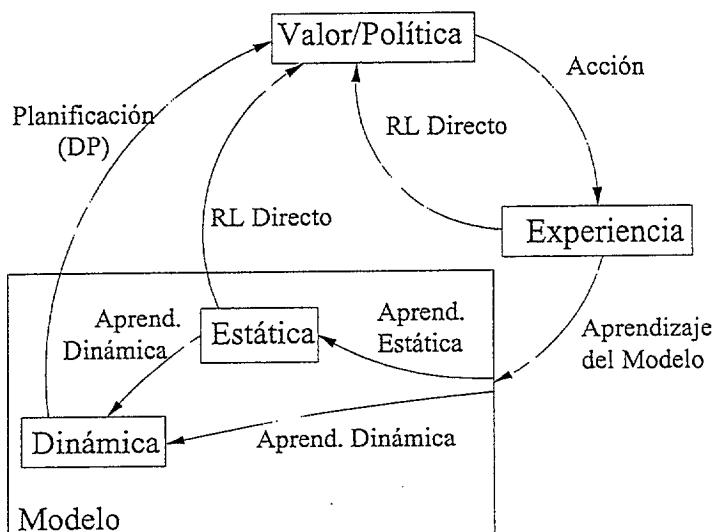 Valor/Política
Acción
Planificación
(DP)
RL Directo
RL Directo
Experiencia
Aprend.
Dinámica
Estática
Aprend.
Estática
Aprendizaje
del Modelo
Dinámica
Aprend. Dinámica
Modelo